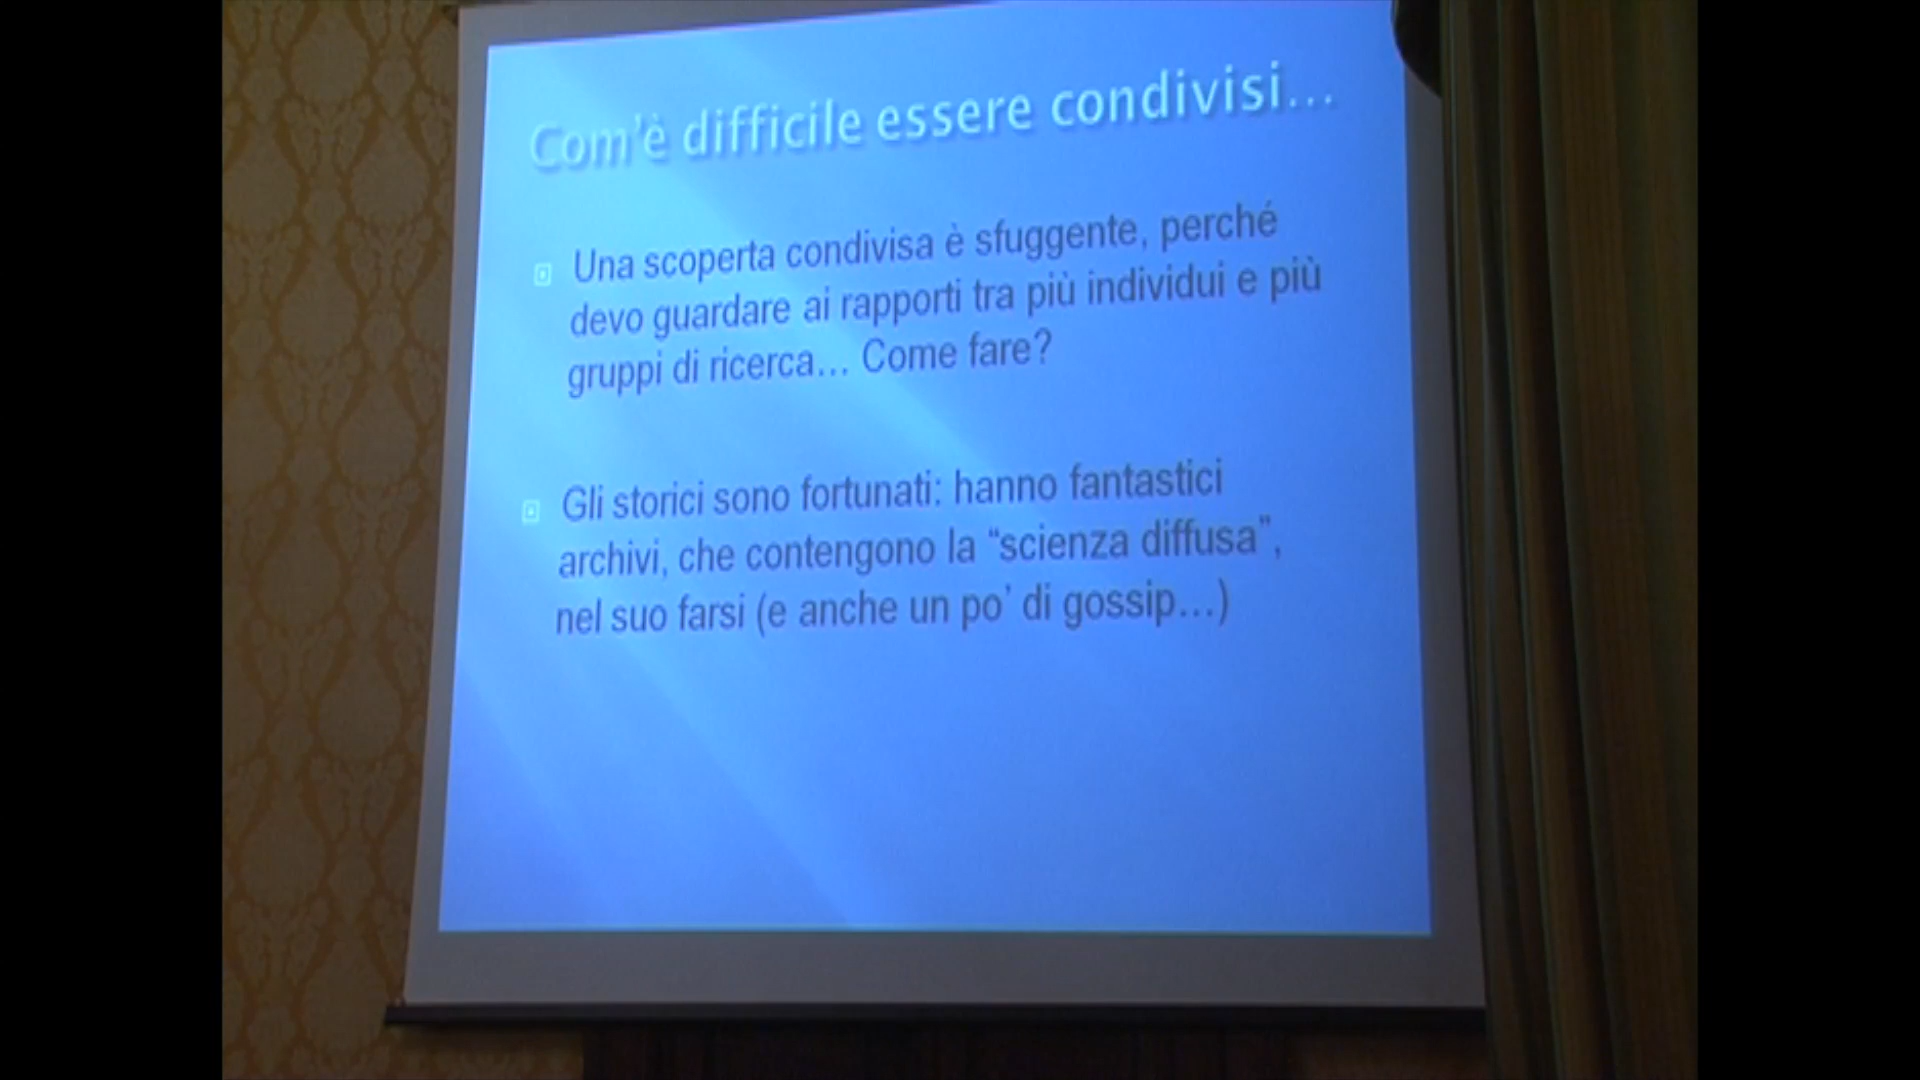 Com'è difficile essere condivisi...
Una scoperta condivisa è sfuggente, perché
devo guardare ai rapporti tra più individui e più
gruppi di ricerca... Come fare?
Gli storici sono fortunati: hanno fantastici
archivi, che contengono la “scienza diffusa”,
nel suo farsi (e anche un po’ di gossip...)